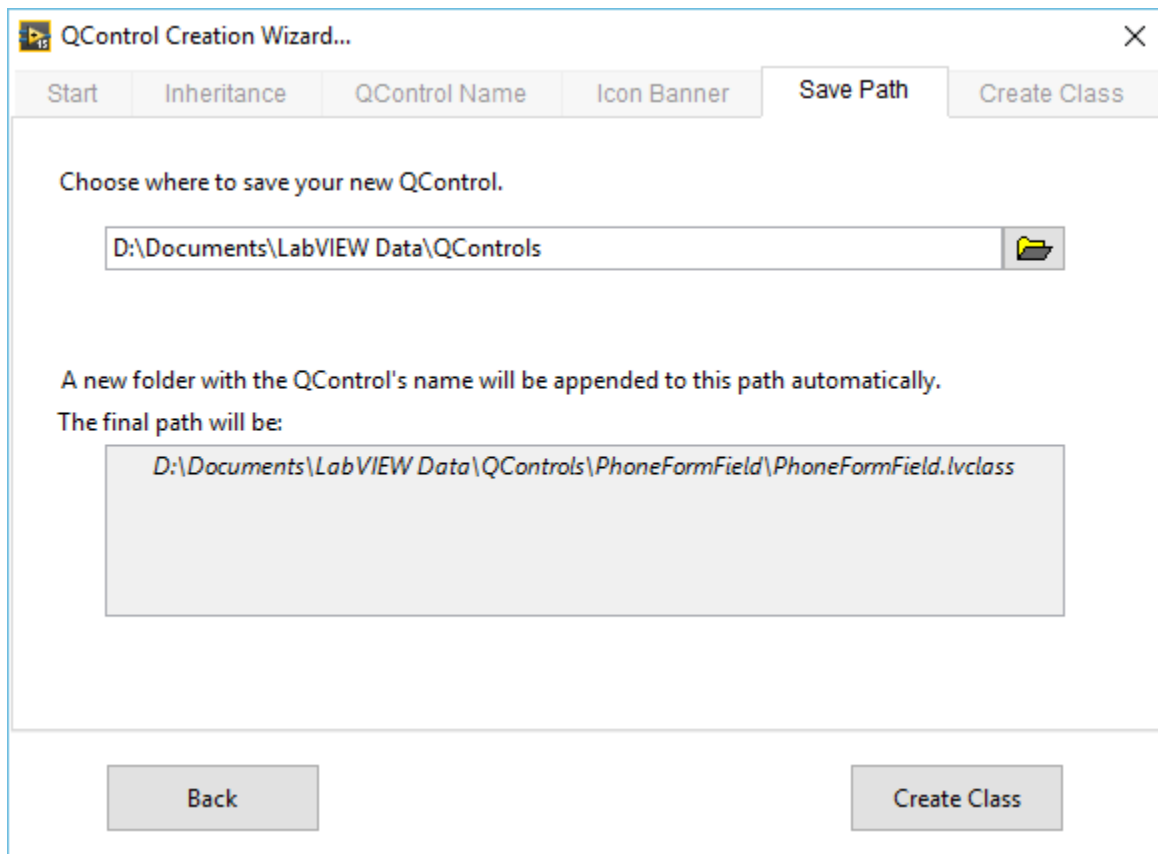 QControl Creation Wizard...
Start Inheritance QControl Name Icon Banner Save Path Create Class
Choose where to save your new QControl.
D:\Documents\LabVIEW Data\QControls
A new folder with the QControl's name will be appended to this path automatically.
The final path will be:
D:\Documents\LabVIEW Data\QControls\PhoneFormField\PhoneFormField.lvclass
Back Create Class